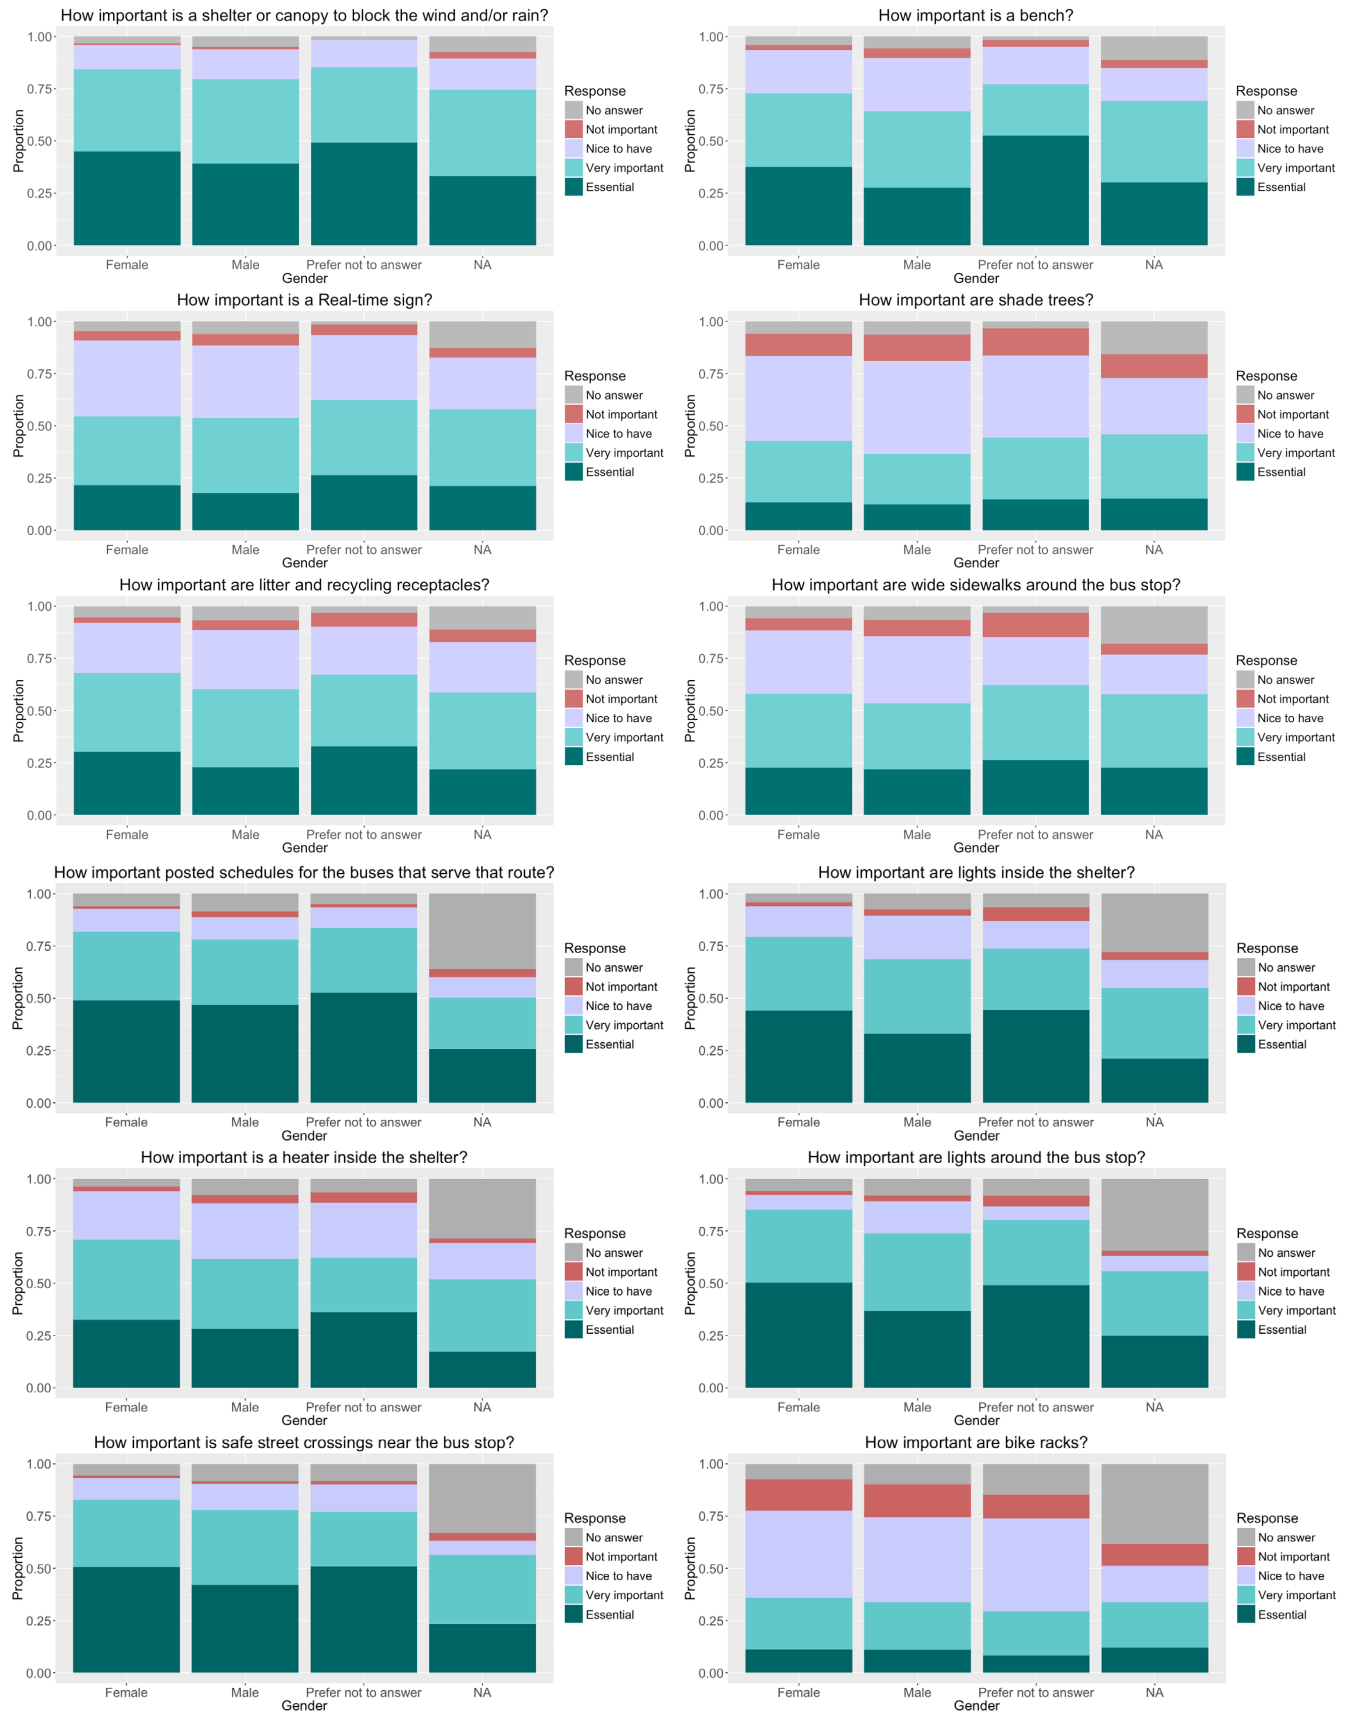 How important is a shelter or canopy to block the wind and/or rain?
1.00
0.75
0.50
0.25
0.00
Proportion
Female Male Prefer not to answer NA
Gender
Response
No answer
Not important
Nice to have
Very important
Essential
How important is a bench?
1.00
0.75
0.50
0.25
0.00
Proportion
Female Male Prefer not to answer NA
Gender
Response
No answer
Not important
Nice to have
Very important
Essential
How important is a Real-time sign?
1.00
0.75
0.50
0.25
0.00
Proportion
Female Male Prefer not to answer NA
Gender
Response
No answer
Not important
Nice to have
Very important
Essential
How important are shade trees?
1.00
0.75
0.50
0.25
0.00
Proportion
Female Male Prefer not to answer NA
Gender
Response
No answer
Not important
Nice to have
Very important
Essential
How important are litter and recycling receptacles?
1.00
0.75
0.50
0.25
0.00
Proportion
Female Male Prefer not to answer NA
Gender
Response
No answer
Not important
Nice to have
Very important
Essential
How important are wide sidewalks around the bus stop?
1.00
0.75
0.50
0.25
0.00
Proportion
Female Male Prefer not to answer NA
Gender
Response
No answer
Not important
Nice to have
Very important
Essential
How important posted schedules for the buses that serve that route?
1.00
0.75
0.50
0.25
0.00
Proportion
Female Male Prefer not to answer NA
Gender
Response
No answer
Not important
Nice to have
Very important
Essential
How important are lights inside the shelter?
1.00
0.75
0.50
0.25
0.00
Proportion
Female Male Prefer not to answer NA
Gender
Response
No answer
Not important
Nice to have
Very important
Essential
How important is a heater inside the shelter?
1.00
0.75
0.50
0.25
0.00
Proportion
Female Male Prefer not to answer NA
Gender
Response
No answer
Not important
Nice to have
Very important
Essential
How important are lights around the bus stop?
1.00
0.75
0.50
0.25
0.00
Proportion
Female Male Prefer not to answer NA
Gender
Response
No answer
Not important
Nice to have
Very important
Essential
How important is safe street crossings near the bus stop?
1.00
0.75
0.50
0.25
0.00
Proportion
Female Male Prefer not to answer NA
Gender
Response
No answer
Not important
Nice to have
Very important
Essential
How important are bike racks?
1.00
0.75
0.50
0.25
0.00
Proportion
Female Male Prefer not to answer NA
Gender
Response
No answer
Not important
Nice to have
Very important
Essential